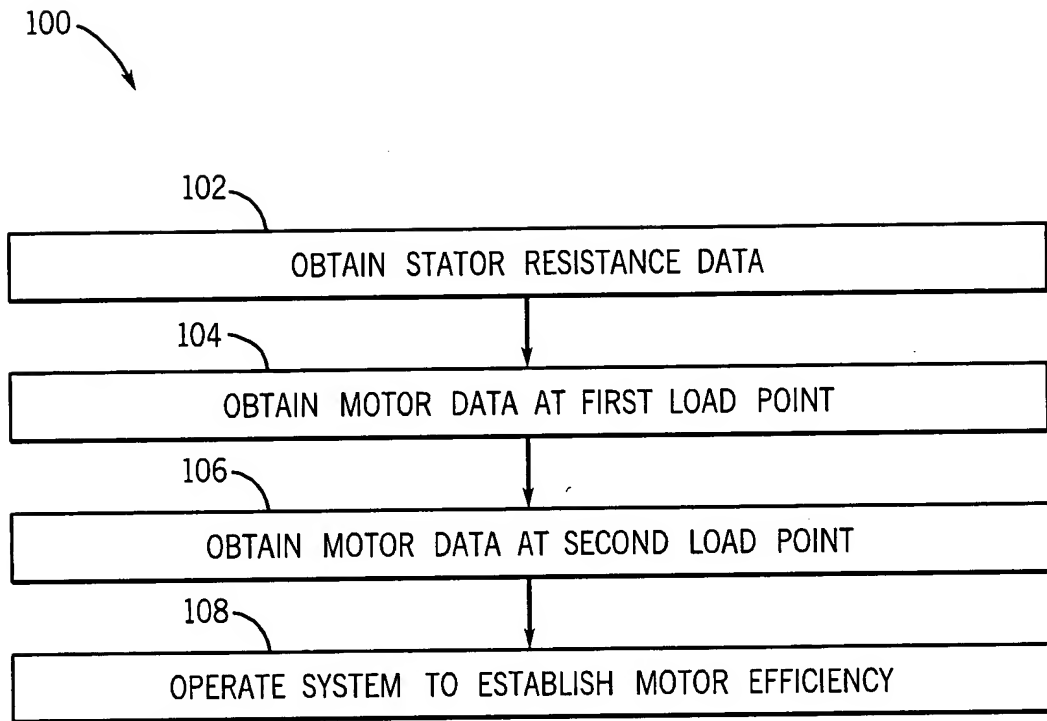 100
102
OBTAIN STATOR RESISTANCE DATA
104
OBTAIN MOTOR DATA AT FIRST LOAD POINT
106
OBTAIN MOTOR DATA AT SECOND LOAD POINT
108
OPERATE SYSTEM TO ESTABLISH MOTOR EFFICIENCY